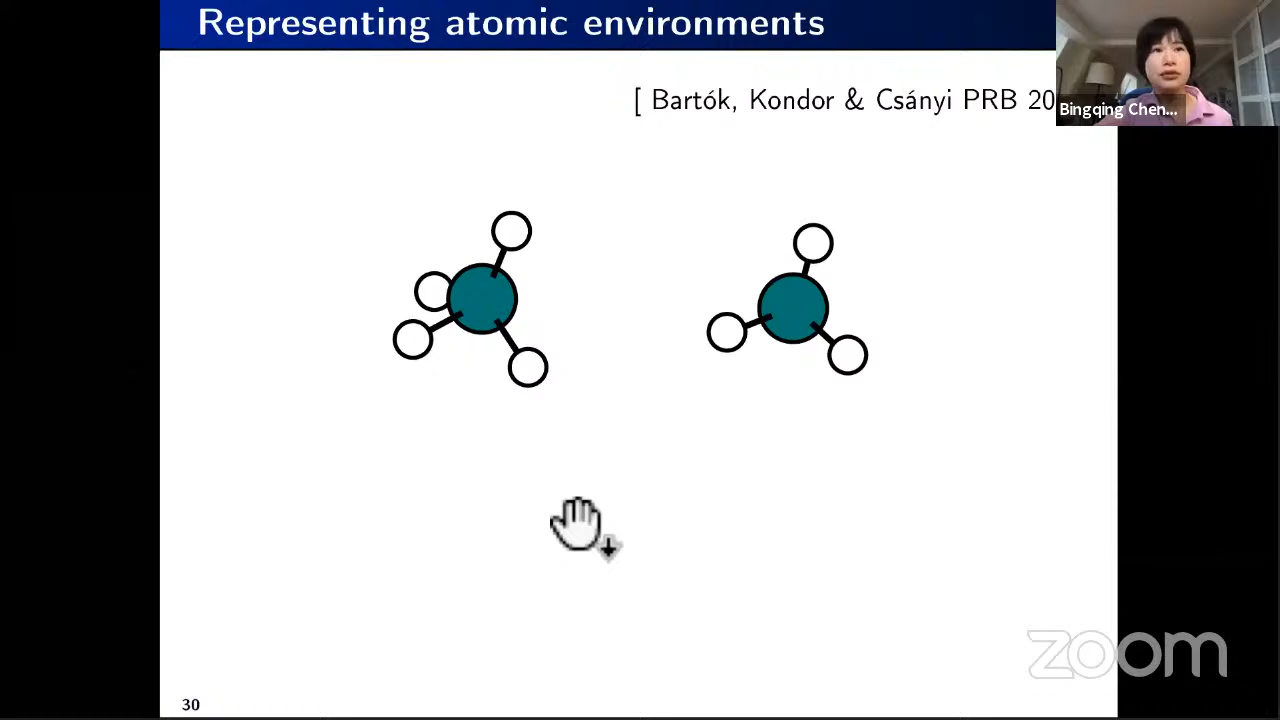 Representing atomic environments
[ Bartók, Kondor & Csányi PRB 20
Bingqing Chen...
zoom
30